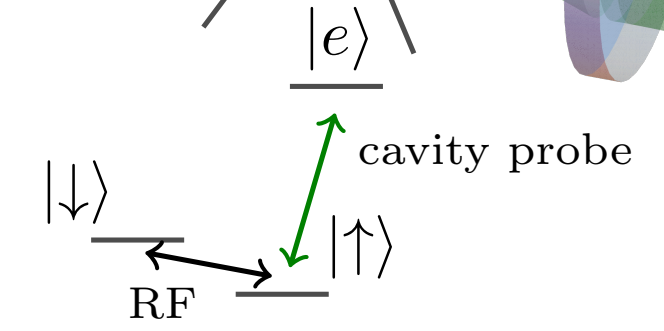 |e⟩
cavity probe
|↓⟩
|↑⟩
RF